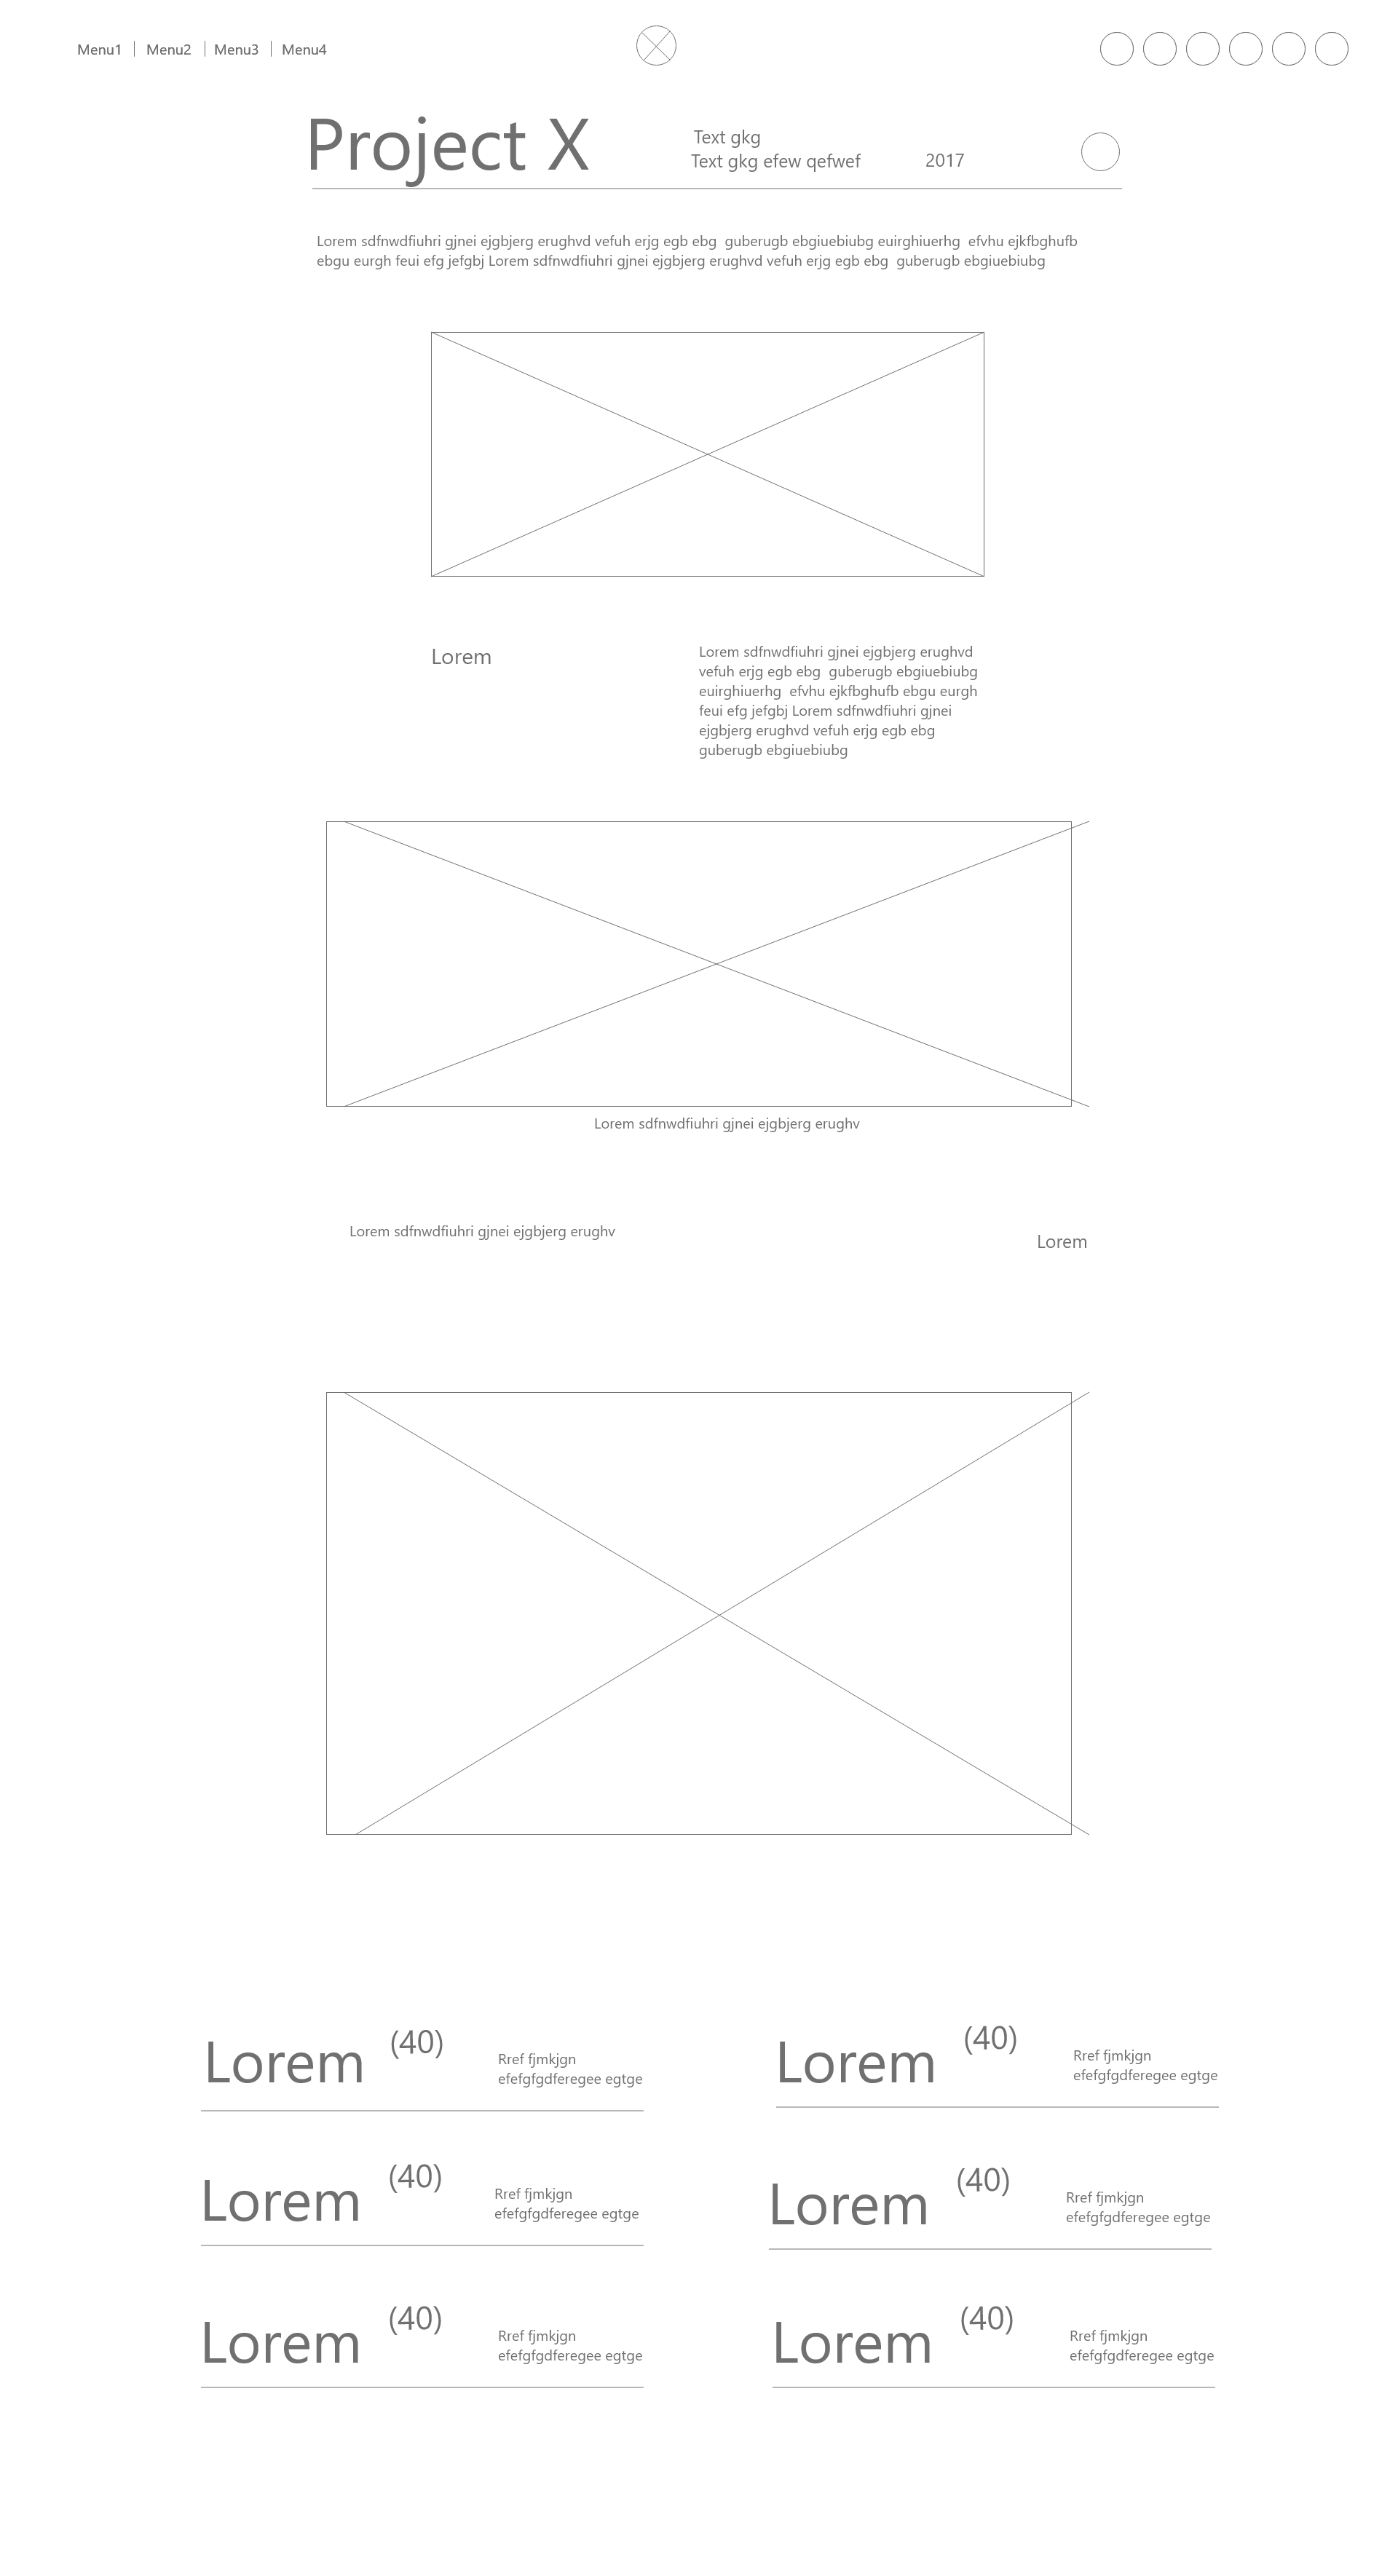 Menu1 Menu2 Menu3 Menu4
Project X
Text gkg
Text gkg efew qefwef
2017
Lorem sdfnwdfiuhri gjnei ejgbjerg erughvd vefuh erjg egb ebg  guberugb ebgiuebiubg euirghiuerhg  efvhu ejkfbghufb
ebgu eurgh feui efg jefgbj Lorem sdfnwdfiuhri gjnei ejgbjerg erughvd vefuh erjg egb ebg  guberugb ebgiuebiubg
Lorem
Lorem sdfnwdfiuhri gjnei ejgbjerg erughvd
vefuh erjg egb ebg  guberugb ebgiuebiubg
euirghiuerhg  efvhu ejkfbghufb ebgu eurgh
feui efg jefgbj Lorem sdfnwdfiuhri gjnei
ejgbjerg erughvd vefuh erjg egb ebg
guberugb ebgiuebiubg
Lorem sdfnwdfiuhri gjnei ejgbjerg erughv
Lorem sdfnwdfiuhri gjnei ejgbjerg erughv
Lorem
Lorem (40)
Rref fjmkjgn
efefgfgdferegee egtge
Lorem (40)
Rref fjmkjgn
efefgfgdferegee egtge
Lorem (40)
Rref fjmkjgn
efefgfgdferegee egtge
Lorem (40)
Rref fjmkjgn
efefgfgdferegee egtge
Lorem (40)
Rref fjmkjgn
efefgfgdferegee egtge
Lorem (40)
Rref fjmkjgn
efefgfgdferegee egtge